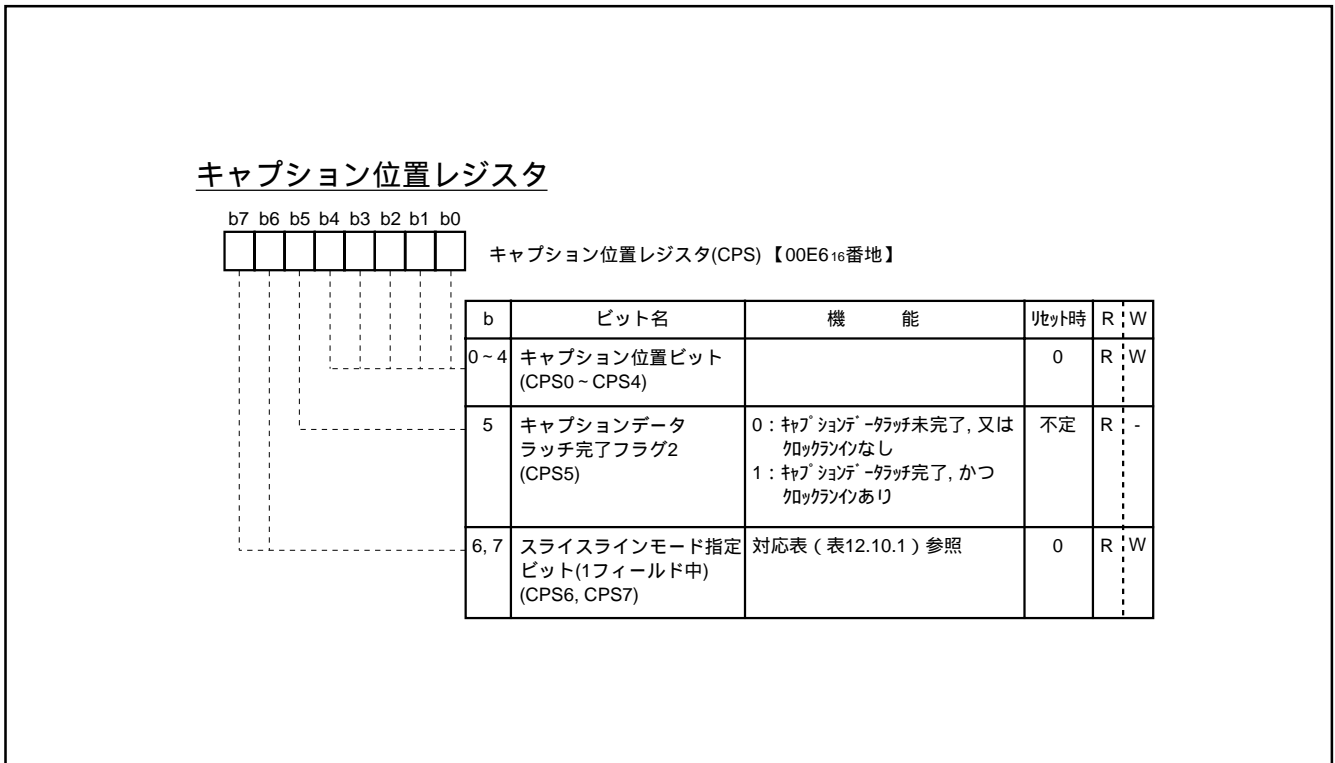 キャプション位置レジスタ
b7 b6 b5 b4 b3 b2 b1 b0
キャプション位置レジスタ(CPS)【00E616番地】
b ビット名 機 能 ﾘｾｯﾄ時 R W
0~4 キャプション位置ビット 0 R W
(CPS0~CPS4)
5 キャプションデータ 0:ｷｬﾌﾟｼｮﾝﾃﾞｰﾀﾗｯﾁ未完了, 又は 不定 R -
ラッチ完了フラグ2 ｸﾛｯｸﾗﾝｲﾝなし
(CPS5) 1:ｷｬﾌﾟｼｮﾝﾃﾞｰﾀﾗｯﾁ完了, かつ
ｸﾛｯｸﾗﾝｲﾝあり
6, 7 スライスラインモード指定 対応表(表12.10.1)参照 0 R W
ビット(1フィールド中)
(CPS6, CPS7)